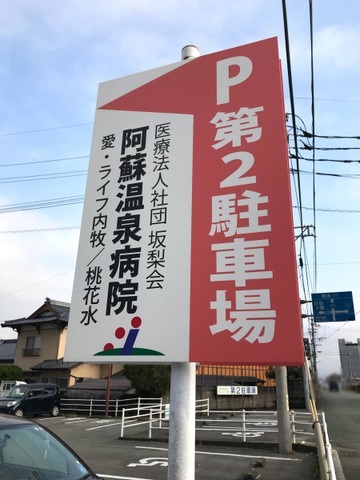 P第2駐車場
医療法人社団 坂梨会
阿蘇温泉病院
愛・ライフ内牧／桃花水
第2駐車場